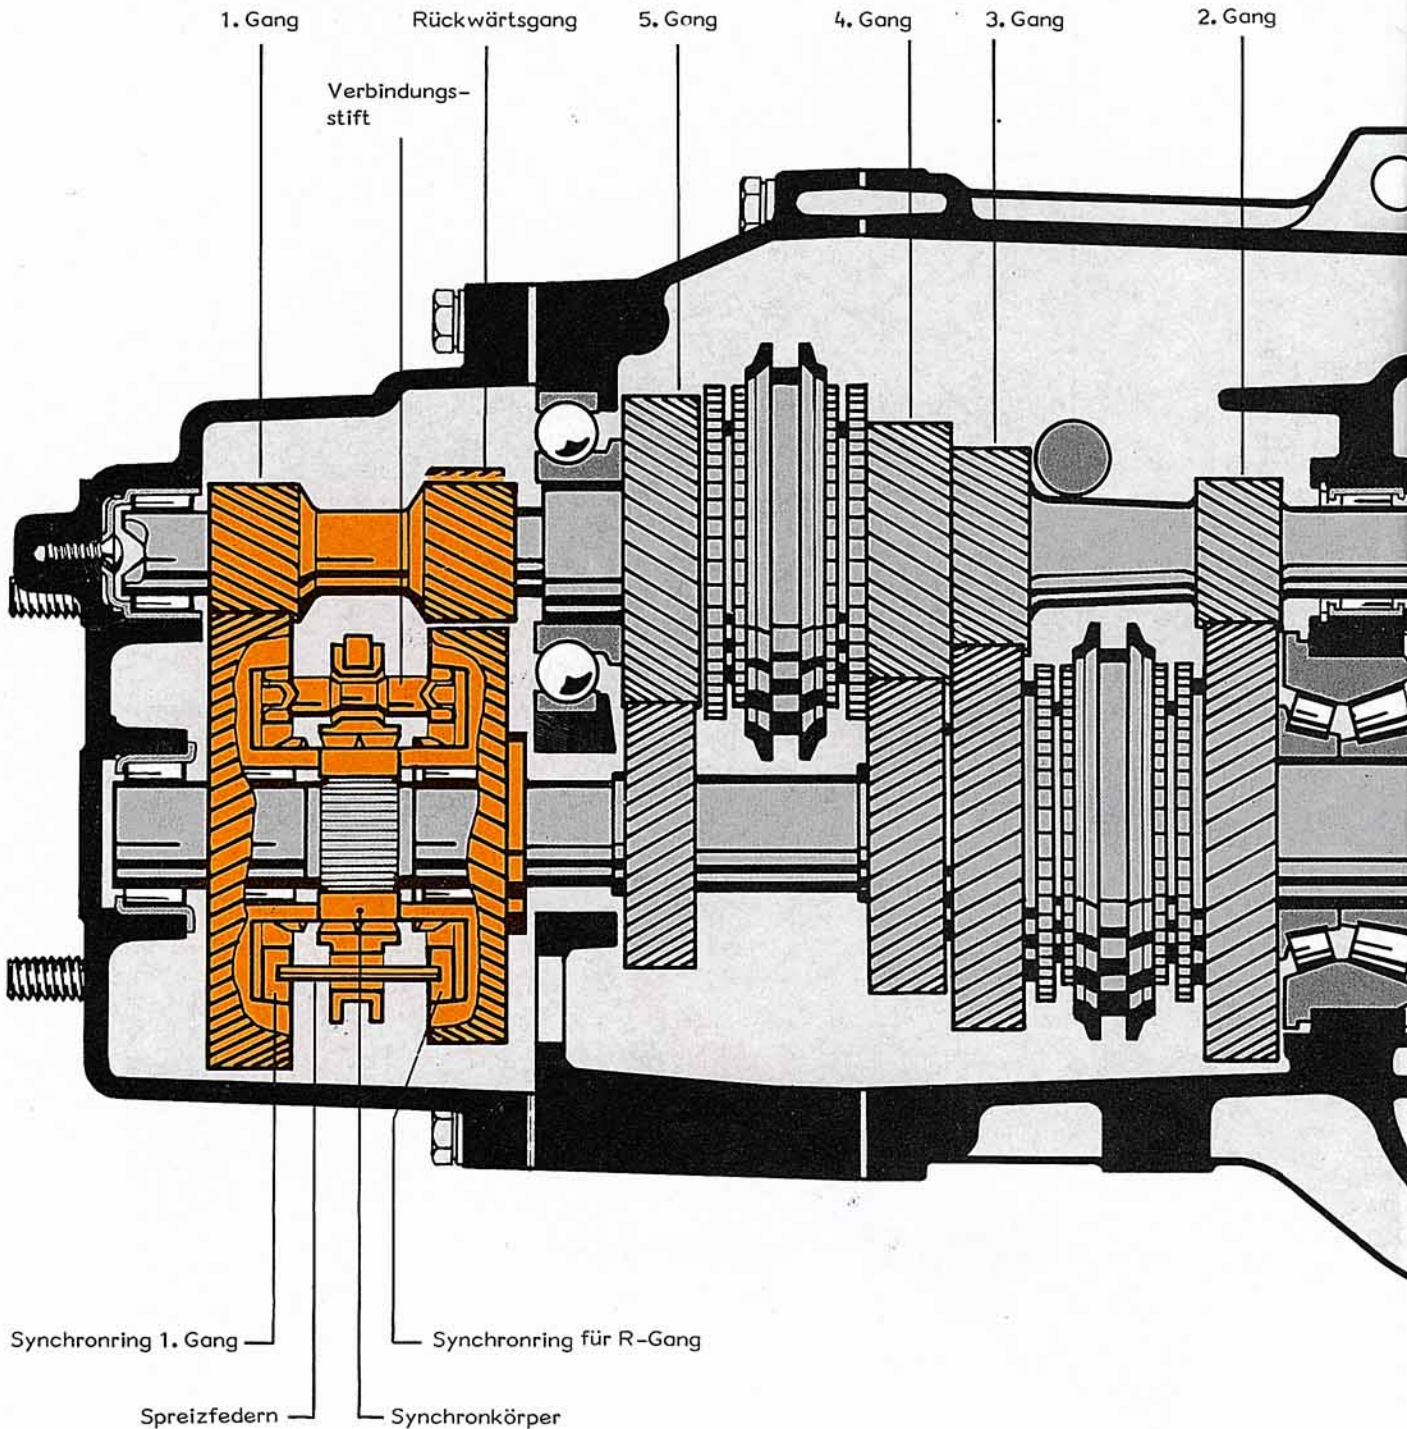 1. Gang
Rückwärtsgang
5. Gang
4. Gang
3. Gang
2. Gang
Verbindungs-
stift
Synchronring 1. Gang
Synchronring für R-Gang
Spreizfedern
Synchronkörper